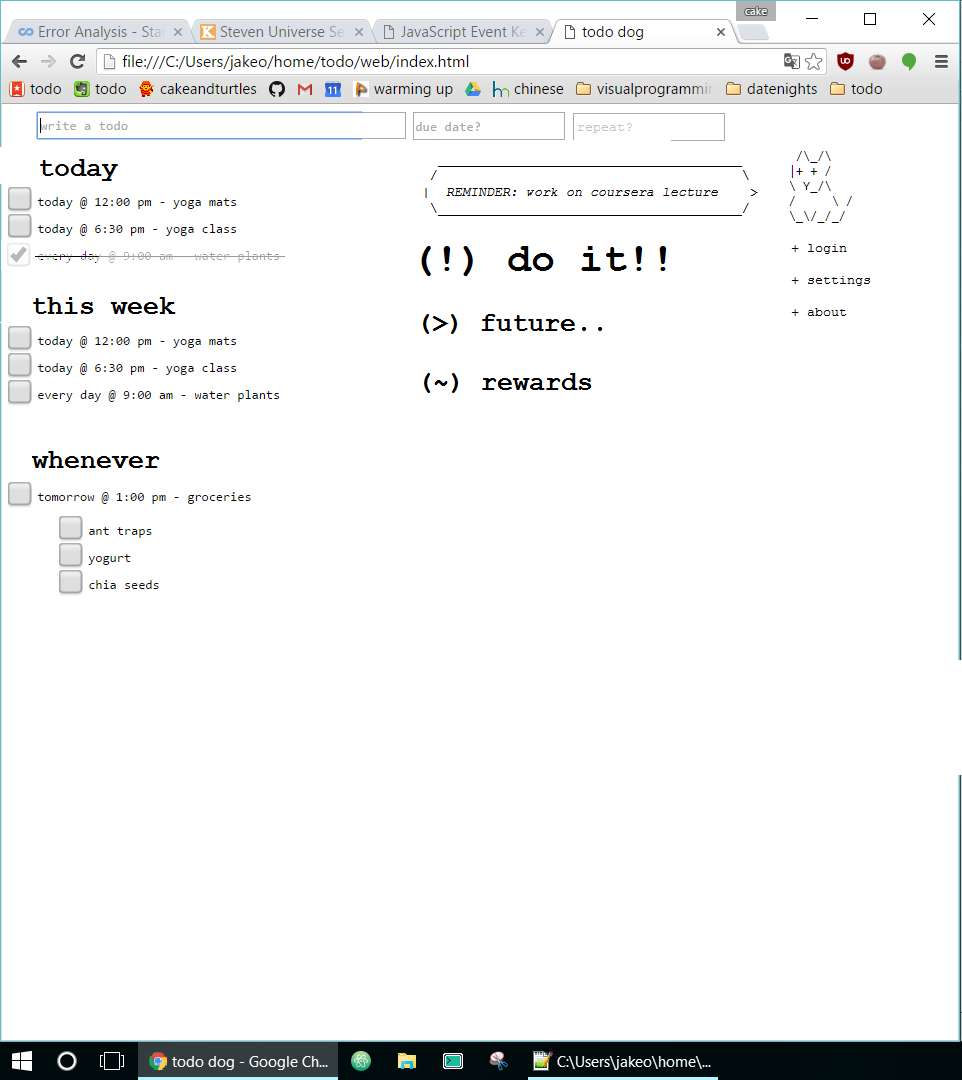 cake
Error Analysis - Sta
Steven Universe Se
JavaScript Event Ke
todo dog
file:///C:/Users/jakeo/home/todo/web/index.html
todo
todo
cakeandturtles
11
warming up
chinese
visualprogrammin
datenights
todo
write a todo
due date?
repeat?
today
today @ 12:00 pm - yoga mats
today @ 6:30 pm - yoga class
every day @ 9:00 am - water plants
this week
today @ 12:00 pm - yoga mats
today @ 6:30 pm - yoga class
every day @ 9:00 am - water plants
whenever
tomorrow @ 1:00 pm - groceries
ant traps
yogurt
chia seeds
REMINDER: work on coursera lecture
(!) do it!!
(>) future..
(~) rewards
/\_/\
|+ + /
\ Y_/\
/ \ /
\_\/_/_/
+ login
+ settings
+ about
todo dog - Google Ch...
C:\Users\jakeo\home\...